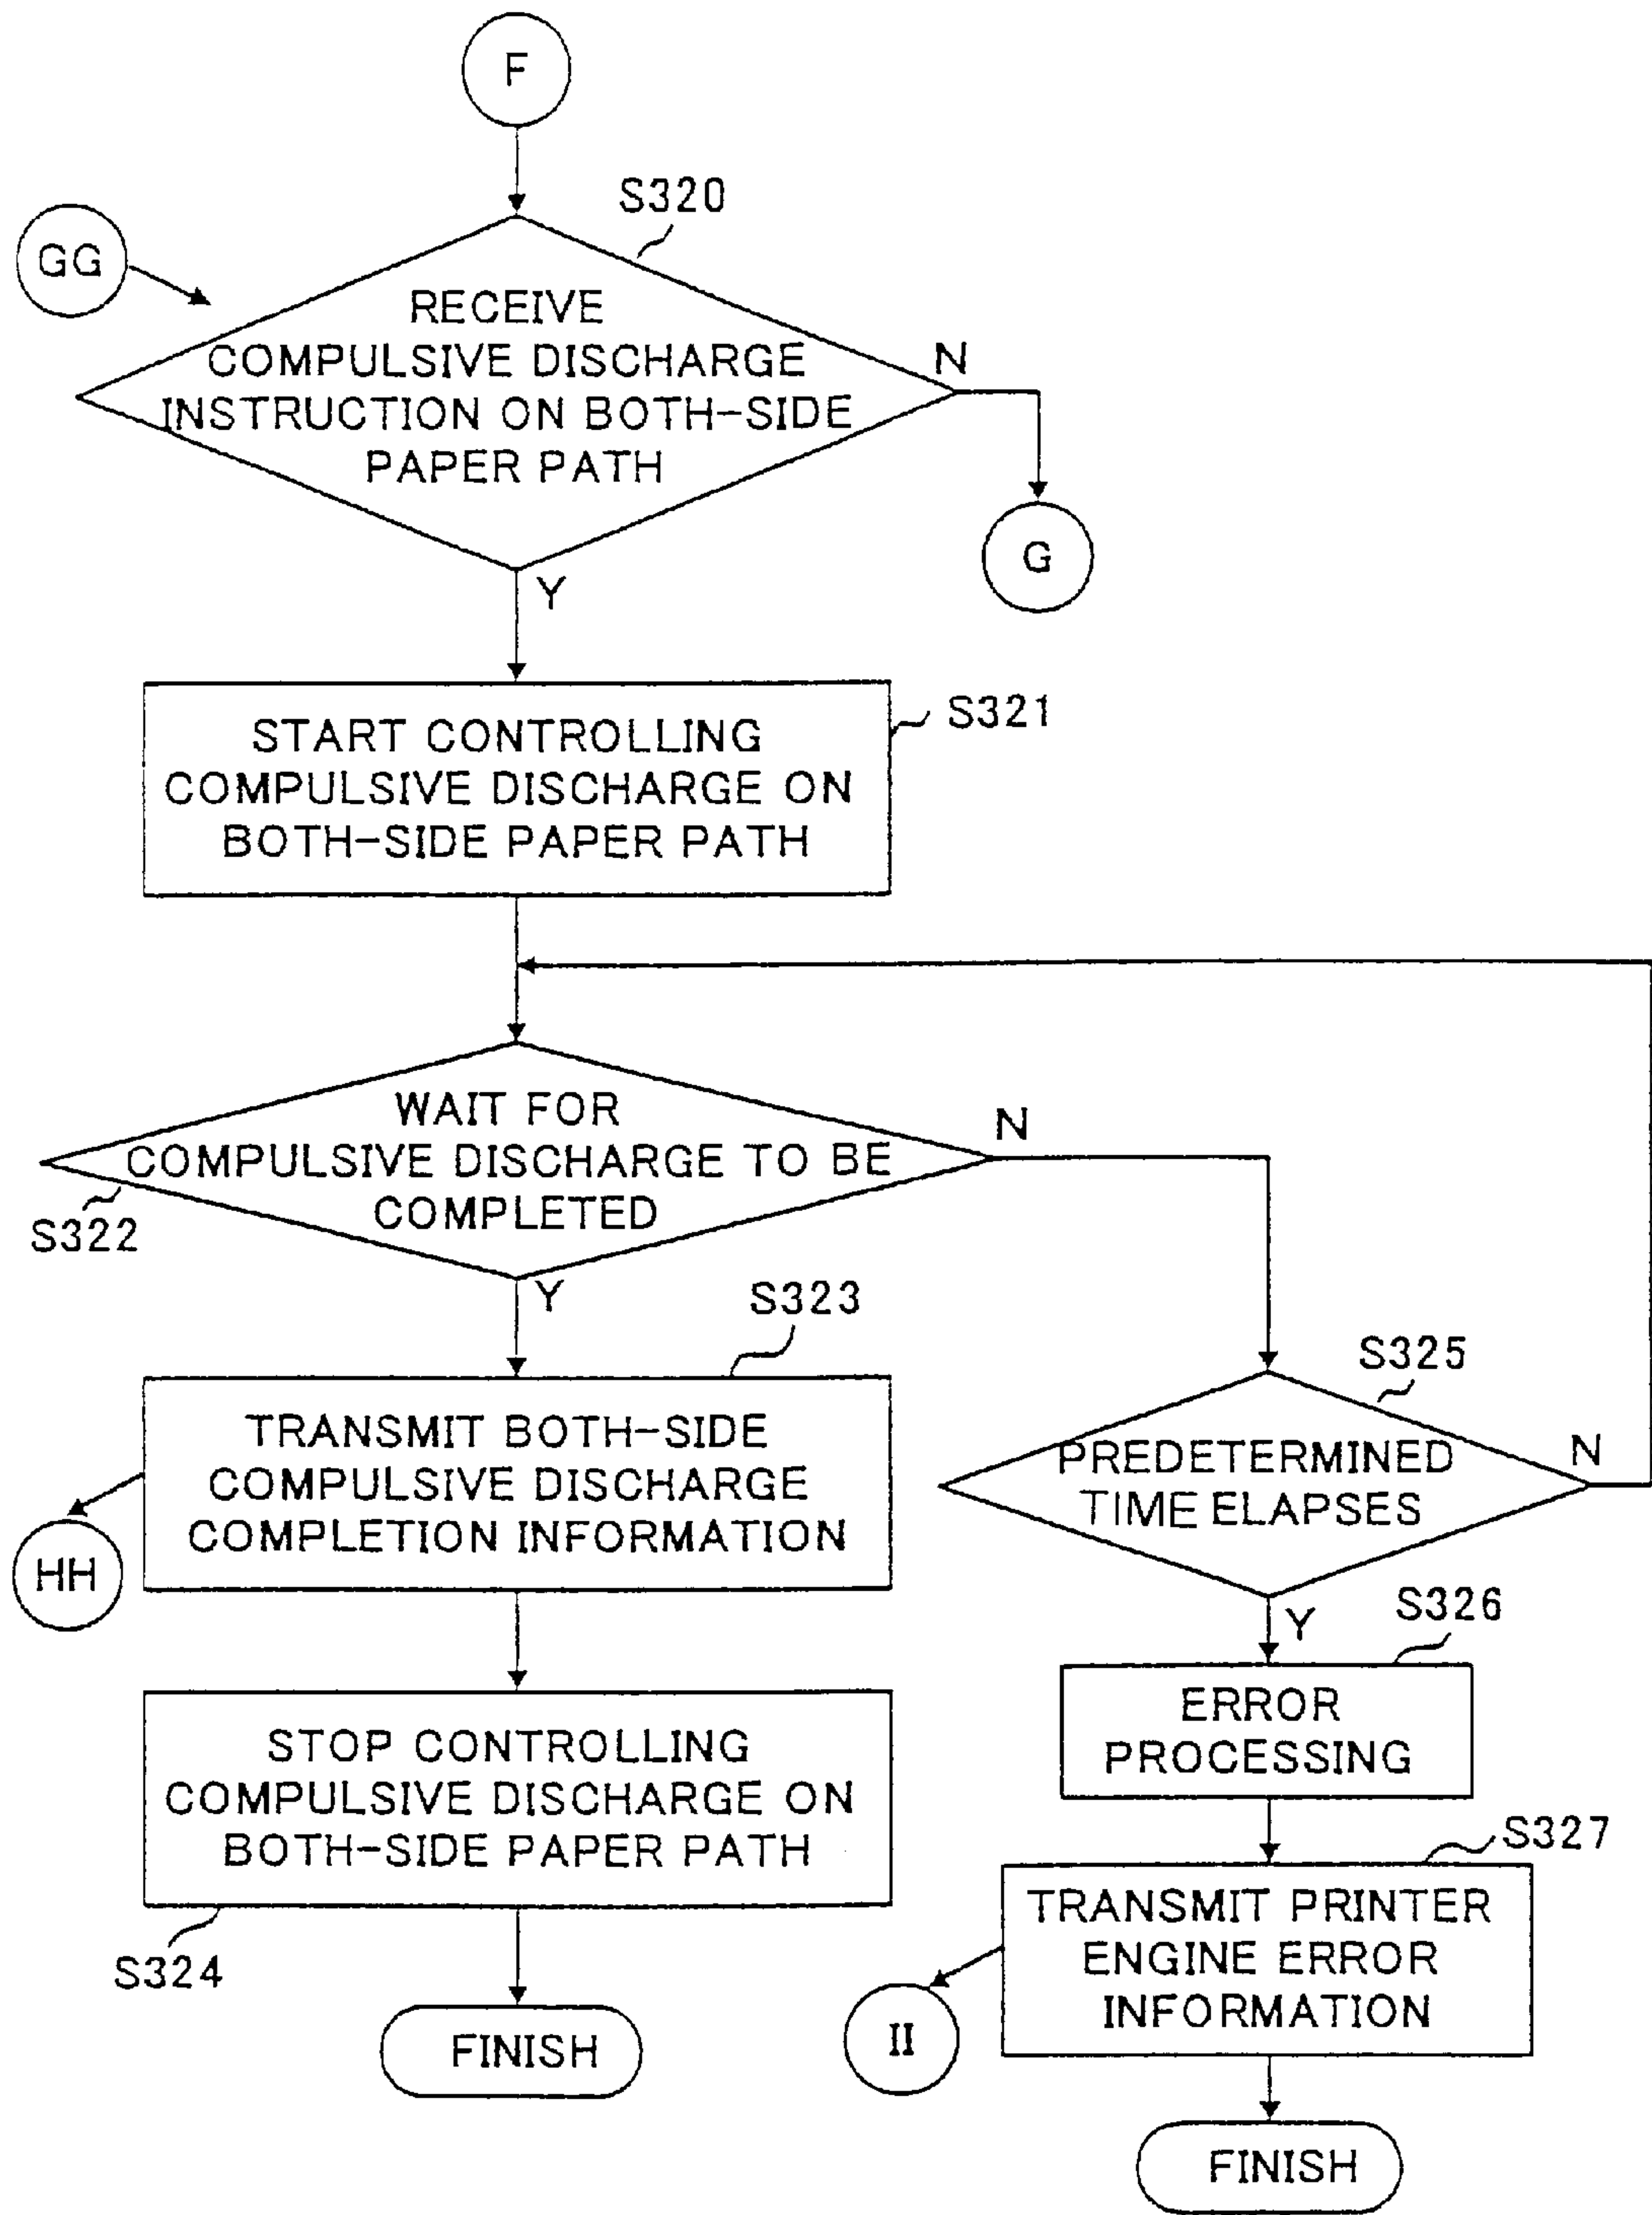 F
S320
GG
RECEIVE
COMPULSIVE DISCHARGE
INSTRUCTION ON BOTH-SIDE
PAPER PATH
N
G
Y
START CONTROLLING
COMPULSIVE DISCHARGE ON
BOTH-SIDE PAPER PATH
S321
WAIT FOR
COMPULSIVE DISCHARGE TO BE
COMPLETED
N
S322
Y
S323
TRANSMIT BOTH-SIDE
COMPULSIVE DISCHARGE
COMPLETION INFORMATION
HH
S325
PREDETERMINED
TIME ELAPSES
N
Y
S326
STOP CONTROLLING
COMPULSIVE DISCHARGE ON
BOTH-SIDE PAPER PATH
S324
FINISH
ERROR
PROCESSING
S327
TRANSMIT PRINTER
ENGINE ERROR
INFORMATION
II
FINISH